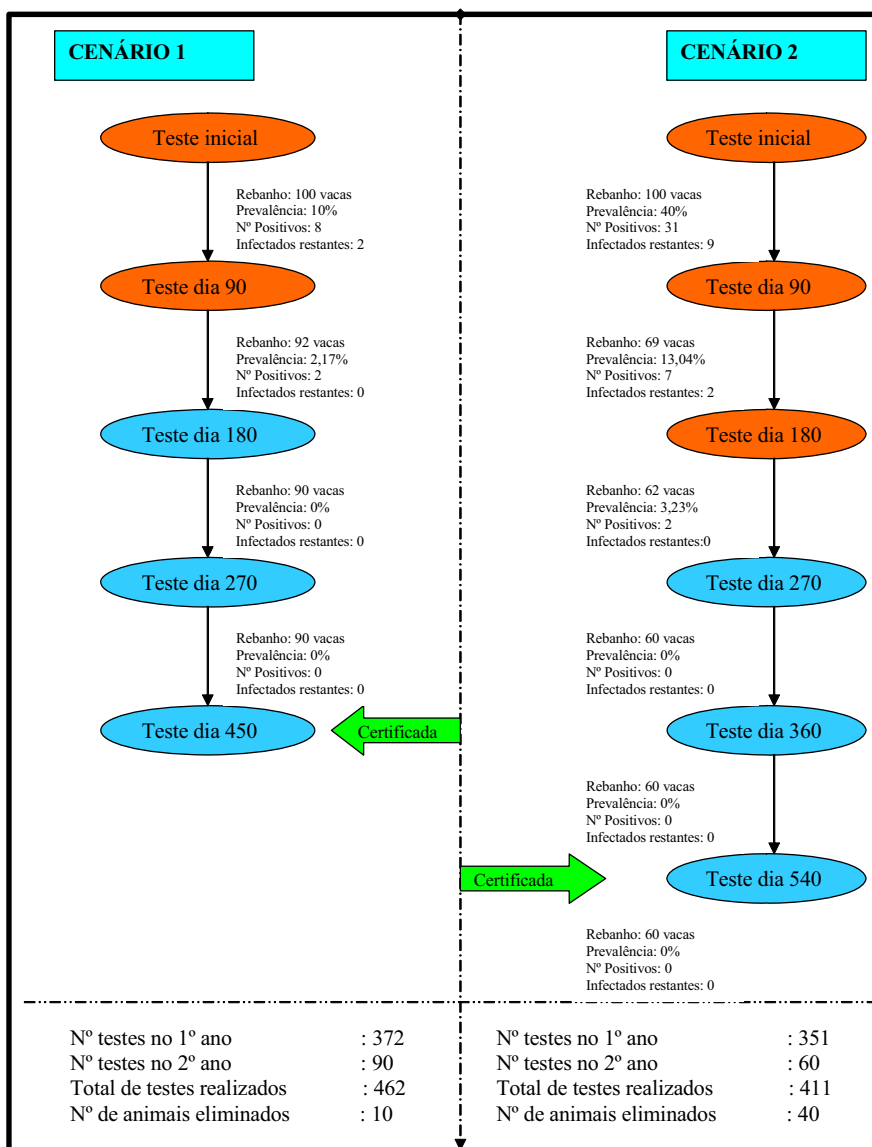 CENÁRIO 1
Teste inicial
Rebanho: 100 vacas
Prevalência: 10%
Nº Positivos: 8
Infectados restantes: 2
Teste dia 90
Rebanho: 92 vacas
Prevalência: 2,17%
Nº Positivos: 2
Infectados restantes: 0
Teste dia 180
Rebanho: 90 vacas
Prevalência: 0%
Nº Positivos: 0
Infectados restantes: 0
Teste dia 270
Rebanho: 90 vacas
Prevalência: 0%
Nº Positivos: 0
Infectados restantes: 0
Teste dia 450
Certificada
Nº testes no 1º ano : 372
Nº testes no 2º ano : 90
Total de testes realizados : 462
Nº de animais eliminados : 10
CENÁRIO 2
Teste inicial
Rebanho: 100 vacas
Prevalência: 40%
Nº Positivos: 31
Infectados restantes: 9
Teste dia 90
Rebanho: 69 vacas
Prevalência: 13,04%
Nº Positivos: 7
Infectados restantes: 2
Teste dia 180
Rebanho: 62 vacas
Prevalência: 3,23%
Nº Positivos: 2
Infectados restantes:0
Teste dia 270
Rebanho: 60 vacas
Prevalência: 0%
Nº Positivos: 0
Infectados restantes: 0
Teste dia 360
Rebanho: 60 vacas
Prevalência: 0%
Nº Positivos: 0
Infectados restantes: 0
Certificada
Teste dia 540
Rebanho: 60 vacas
Prevalência: 0%
Nº Positivos: 0
Infectados restantes: 0
Nº testes no 1º ano : 351
Nº testes no 2º ano : 60
Total de testes realizados : 411
Nº de animais eliminados : 40